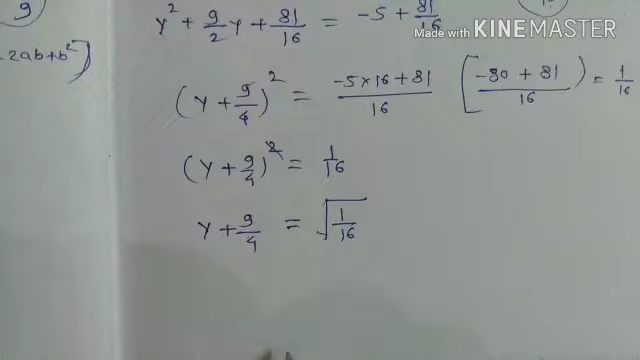 9
- 2ab + b²)
y² + 9/2 y + 81/16 = -5 + 81/16
Made with KINEMASTER
(y + 9/4)² = (-5×16 + 81)/16 [(-80 + 81)/16) = 1/16
(y + 9/4)² = 1/16
y + 9/4 = √(1/16)